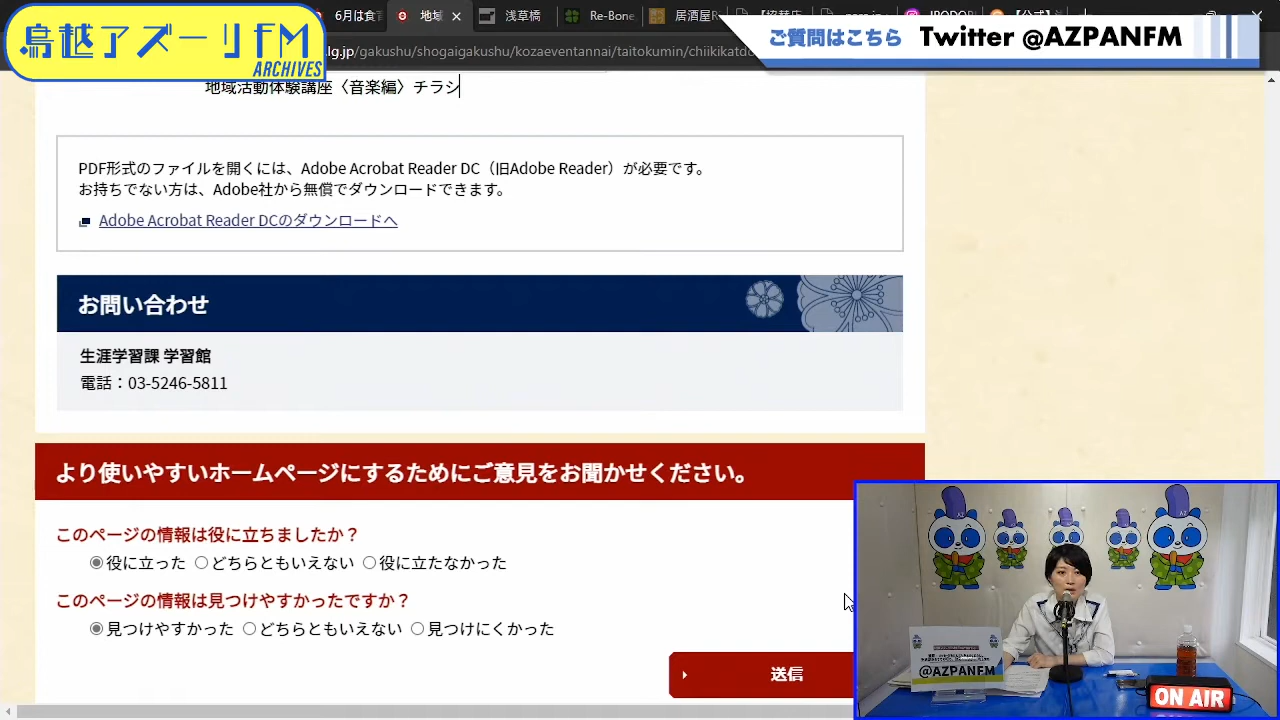 鳥越アズーリFM
ARCHIVES
6月は食
地域
浅草橋
Re-Bone
居酒屋
ご質問はこちら Twitter @AZPANFM
lg.jp/gakushu/shogaigakushu/kozaeventannai/taitokumin/chiikikatdo
地域活動体験講座〈音楽編〉チラシ
PDF形式のファイルを開くには、Adobe Acrobat Reader DC（旧Adobe Reader）が必要です。
お持ちでない方は、Adobe社から無償でダウンロードできます。
Adobe Acrobat Reader DCのダウンロードへ
お問い合わせ
生涯学習課 学習館
電話：03-5246-5811
より使いやすいホームページにするためにご意見をお聞かせください。
このページの情報は役に立ちましたか？
役に立った どちらともいえない 役に立たなかった
このページの情報は見つけやすかったですか？
見つけやすかった どちらともいえない 見つけにくかった
送信
@AZPANFM
ON AIR